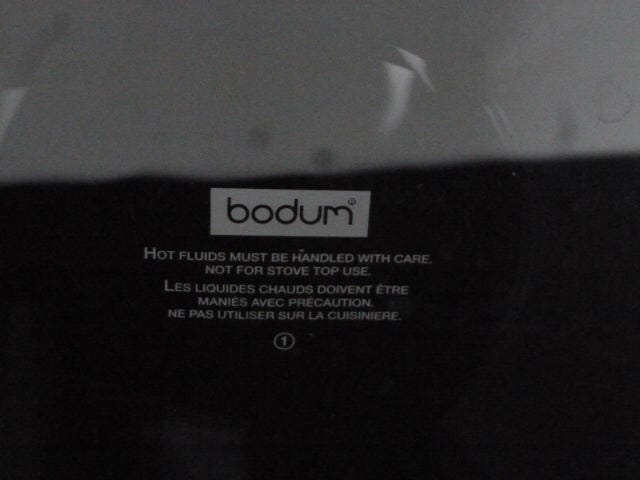 bodum®
HOT FLUIDS MUST BE HANDLED WITH CARE.
NOT FOR STOVE TOP USE.
LES LIQUIDES CHAUDS DOIVENT ÊTRE
MANIÉS AVEC PRÉCAUTION.
NE PAS UTILISER SUR LA CUISINIERE.
1